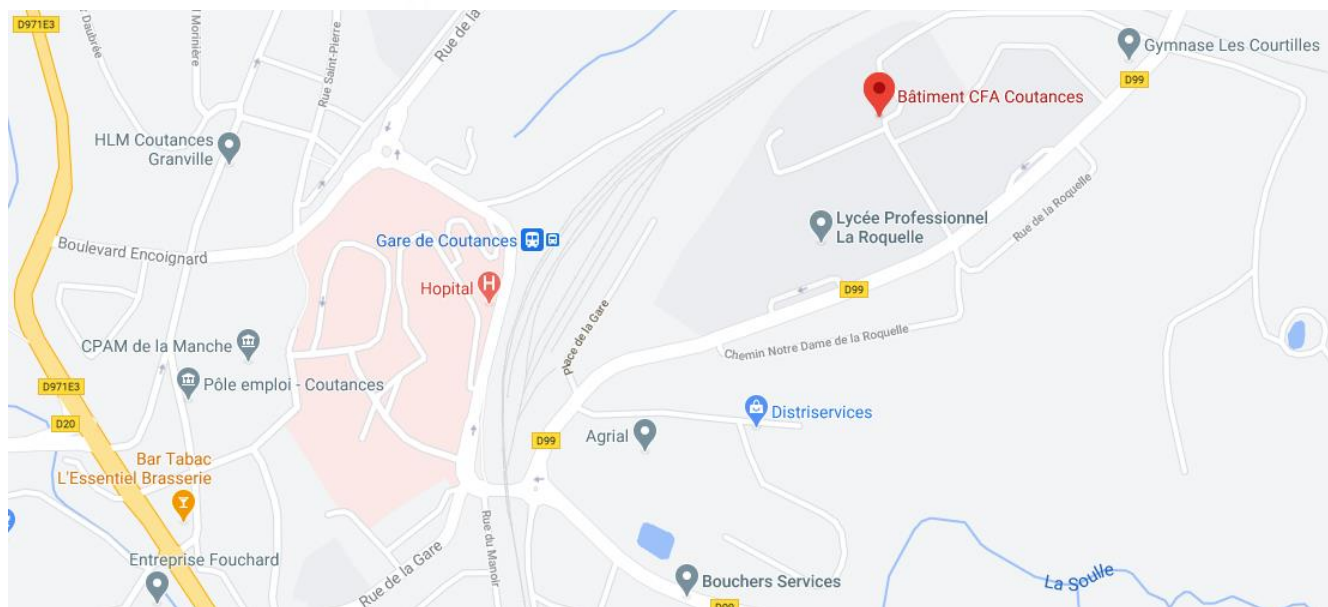 D971E3
Daubrée
Morinière
Rue Saint-Pierre
Rue de la
Gymnase Les Courtilles
D99
Bâtiment CFA Coutances
HLM Coutances
Granville
Rue de la Roquelle
Lycée Professionnel
La Roquelle
Boulevard Encoignard
Gare de Coutances
Hopital
H
D99
Place de la Gare
Chemin Notre Dame de la Roquelle
CPAM de la Manche
Pôle emploi - Coutances
D971E3
D20
Distriservices
Agrial
D99
Bar Tabac
L'Essentiel Brasserie
Rue du Manoir
Rue de la Gare
Entreprise Fouchard
Bouchers Services
La Soulle
D99